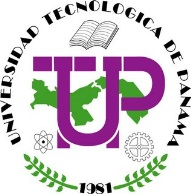 UNIVERSIDAD TECNOLOGICA DE PANAMA
UTP
1981